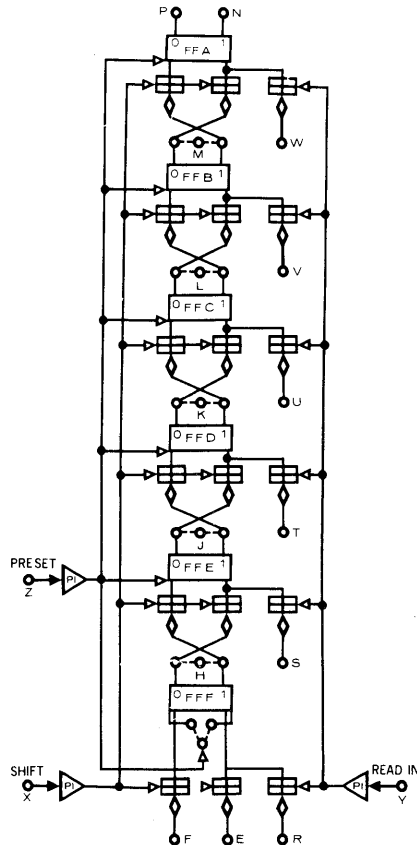 P N
0 FFA 1
W
M
0 FFB 1
V
L
0 FFC 1
U
K
0 FFD 1
T
J
PRESET
Z
PI
0 FFE 1
S
H
0 FFF 1
SHIFT
X
PI
PI
READ IN
Y
F E R